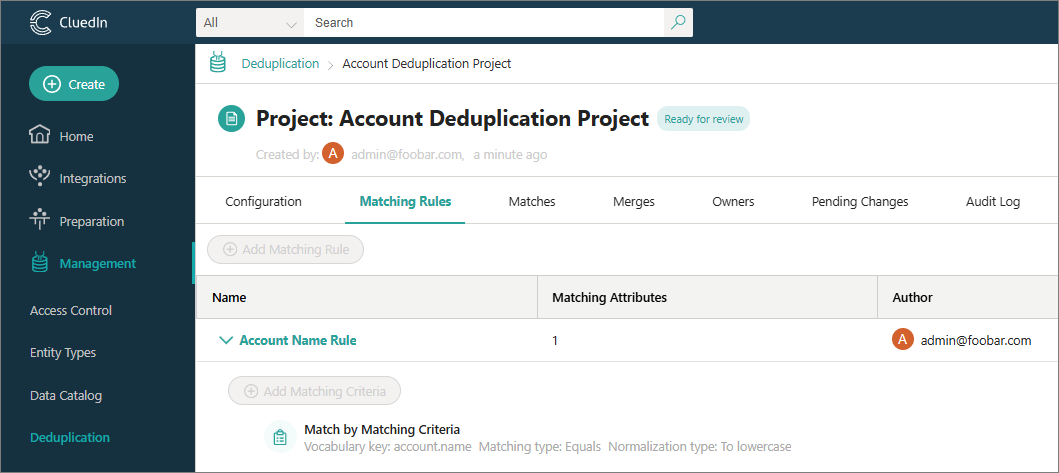 CluedIn
All
Search
Create
Home
Integrations
Preparation
Management
Access Control
Entity Types
Data Catalog
Deduplication
Deduplication > Account Deduplication Project
Project: Account Deduplication Project Ready for review
Created by: A admin@foobar.com, a minute ago
Configuration Matching Rules Matches Merges Owners Pending Changes Audit Log
Add Matching Rule
Name Matching Attributes Author
Account Name Rule 1 A admin@foobar.com
Add Matching Criteria
Match by Matching Criteria
Vocabulary key: account.name Matching type: Equals Normalization type: To lowercase